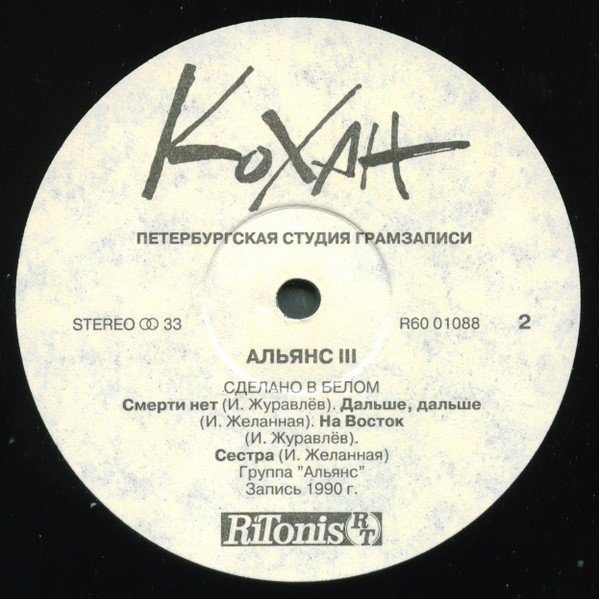 КОХАН
ПЕТЕРБУРГСКАЯ СТУДИЯ ГРАМЗАПИСИ
STEREO 33
R60 01088 2
АЛЬЯНС III
СДЕЛАНО В БЕЛОМ
Смерти нет (И. Журавлёв). Дальше, дальше
(И. Желанная). На Восток
(И. Журавлёв).
Сестра (И. Желанная)
Группа "Альянс"
Запись 1990 г.
RiTonis RT